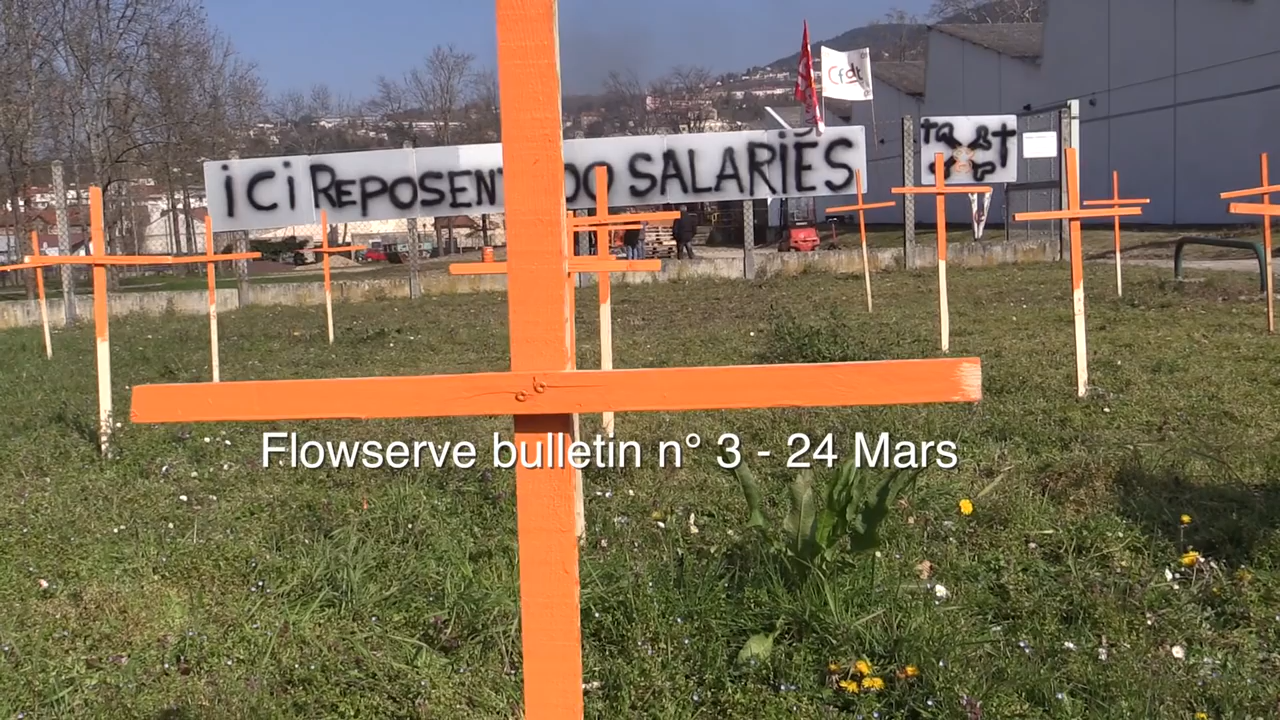 Cfdt
iCi REPOSENT 00 SALARIÉS
Flowserve bulletin n° 3 - 24 Mars